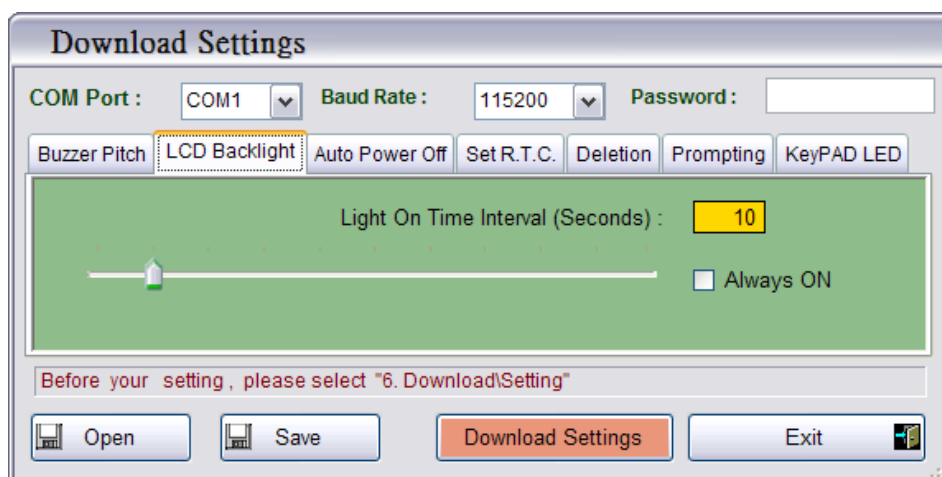 Download Settings
COM Port : COM1 Baud Rate : 115200 Password :
Buzzer Pitch LCD Backlight Auto Power Off Set R.T.C. Deletion Prompting KeyPAD LED
Light On Time Interval (Seconds) : 10
Always ON
Before your setting , please select "6. Download\Setting"
Open Save Download Settings Exit